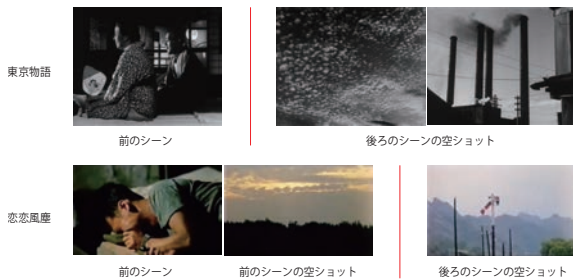 東京物語
前のシーン
後ろのシーンの空ショット
恋恋風塵
前のシーン
前のシーンの空ショット
後ろのシーンの空ショット